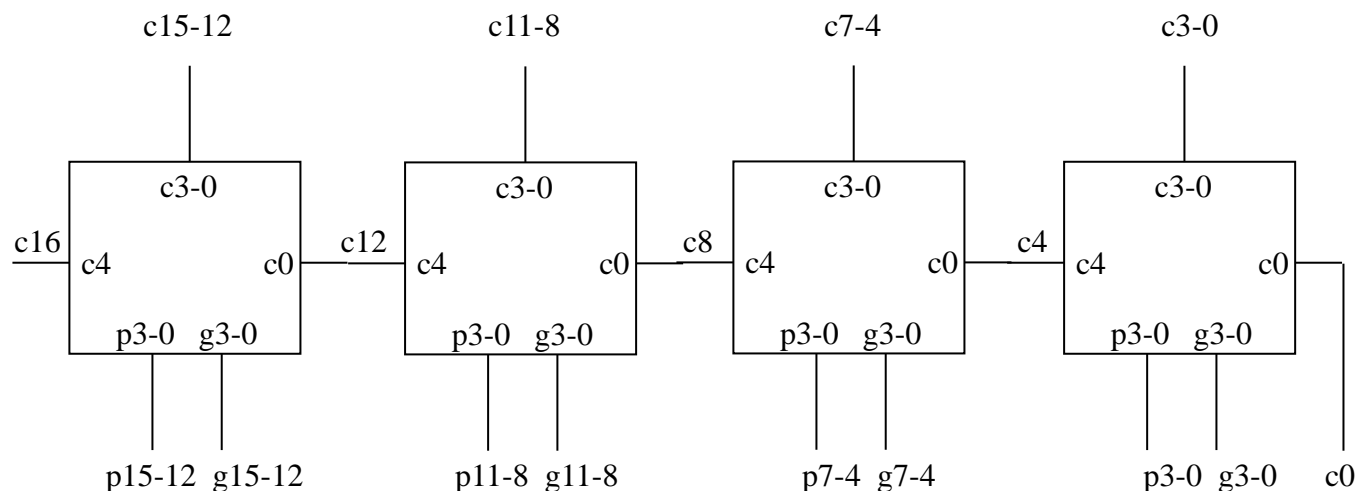 c15-12 c11-8 c7-4 c3-0
c3-0 c3-0 c3-0 c3-0
c16 c12 c8 c4
c4 c0 c4 c0 c4 c0 c4 c0
p3-0 g3-0 p3-0 g3-0 p3-0 g3-0 p3-0 g3-0
p15-12 g15-12 p11-8 g11-8 p7-4 g7-4 p3-0 g3-0 c0